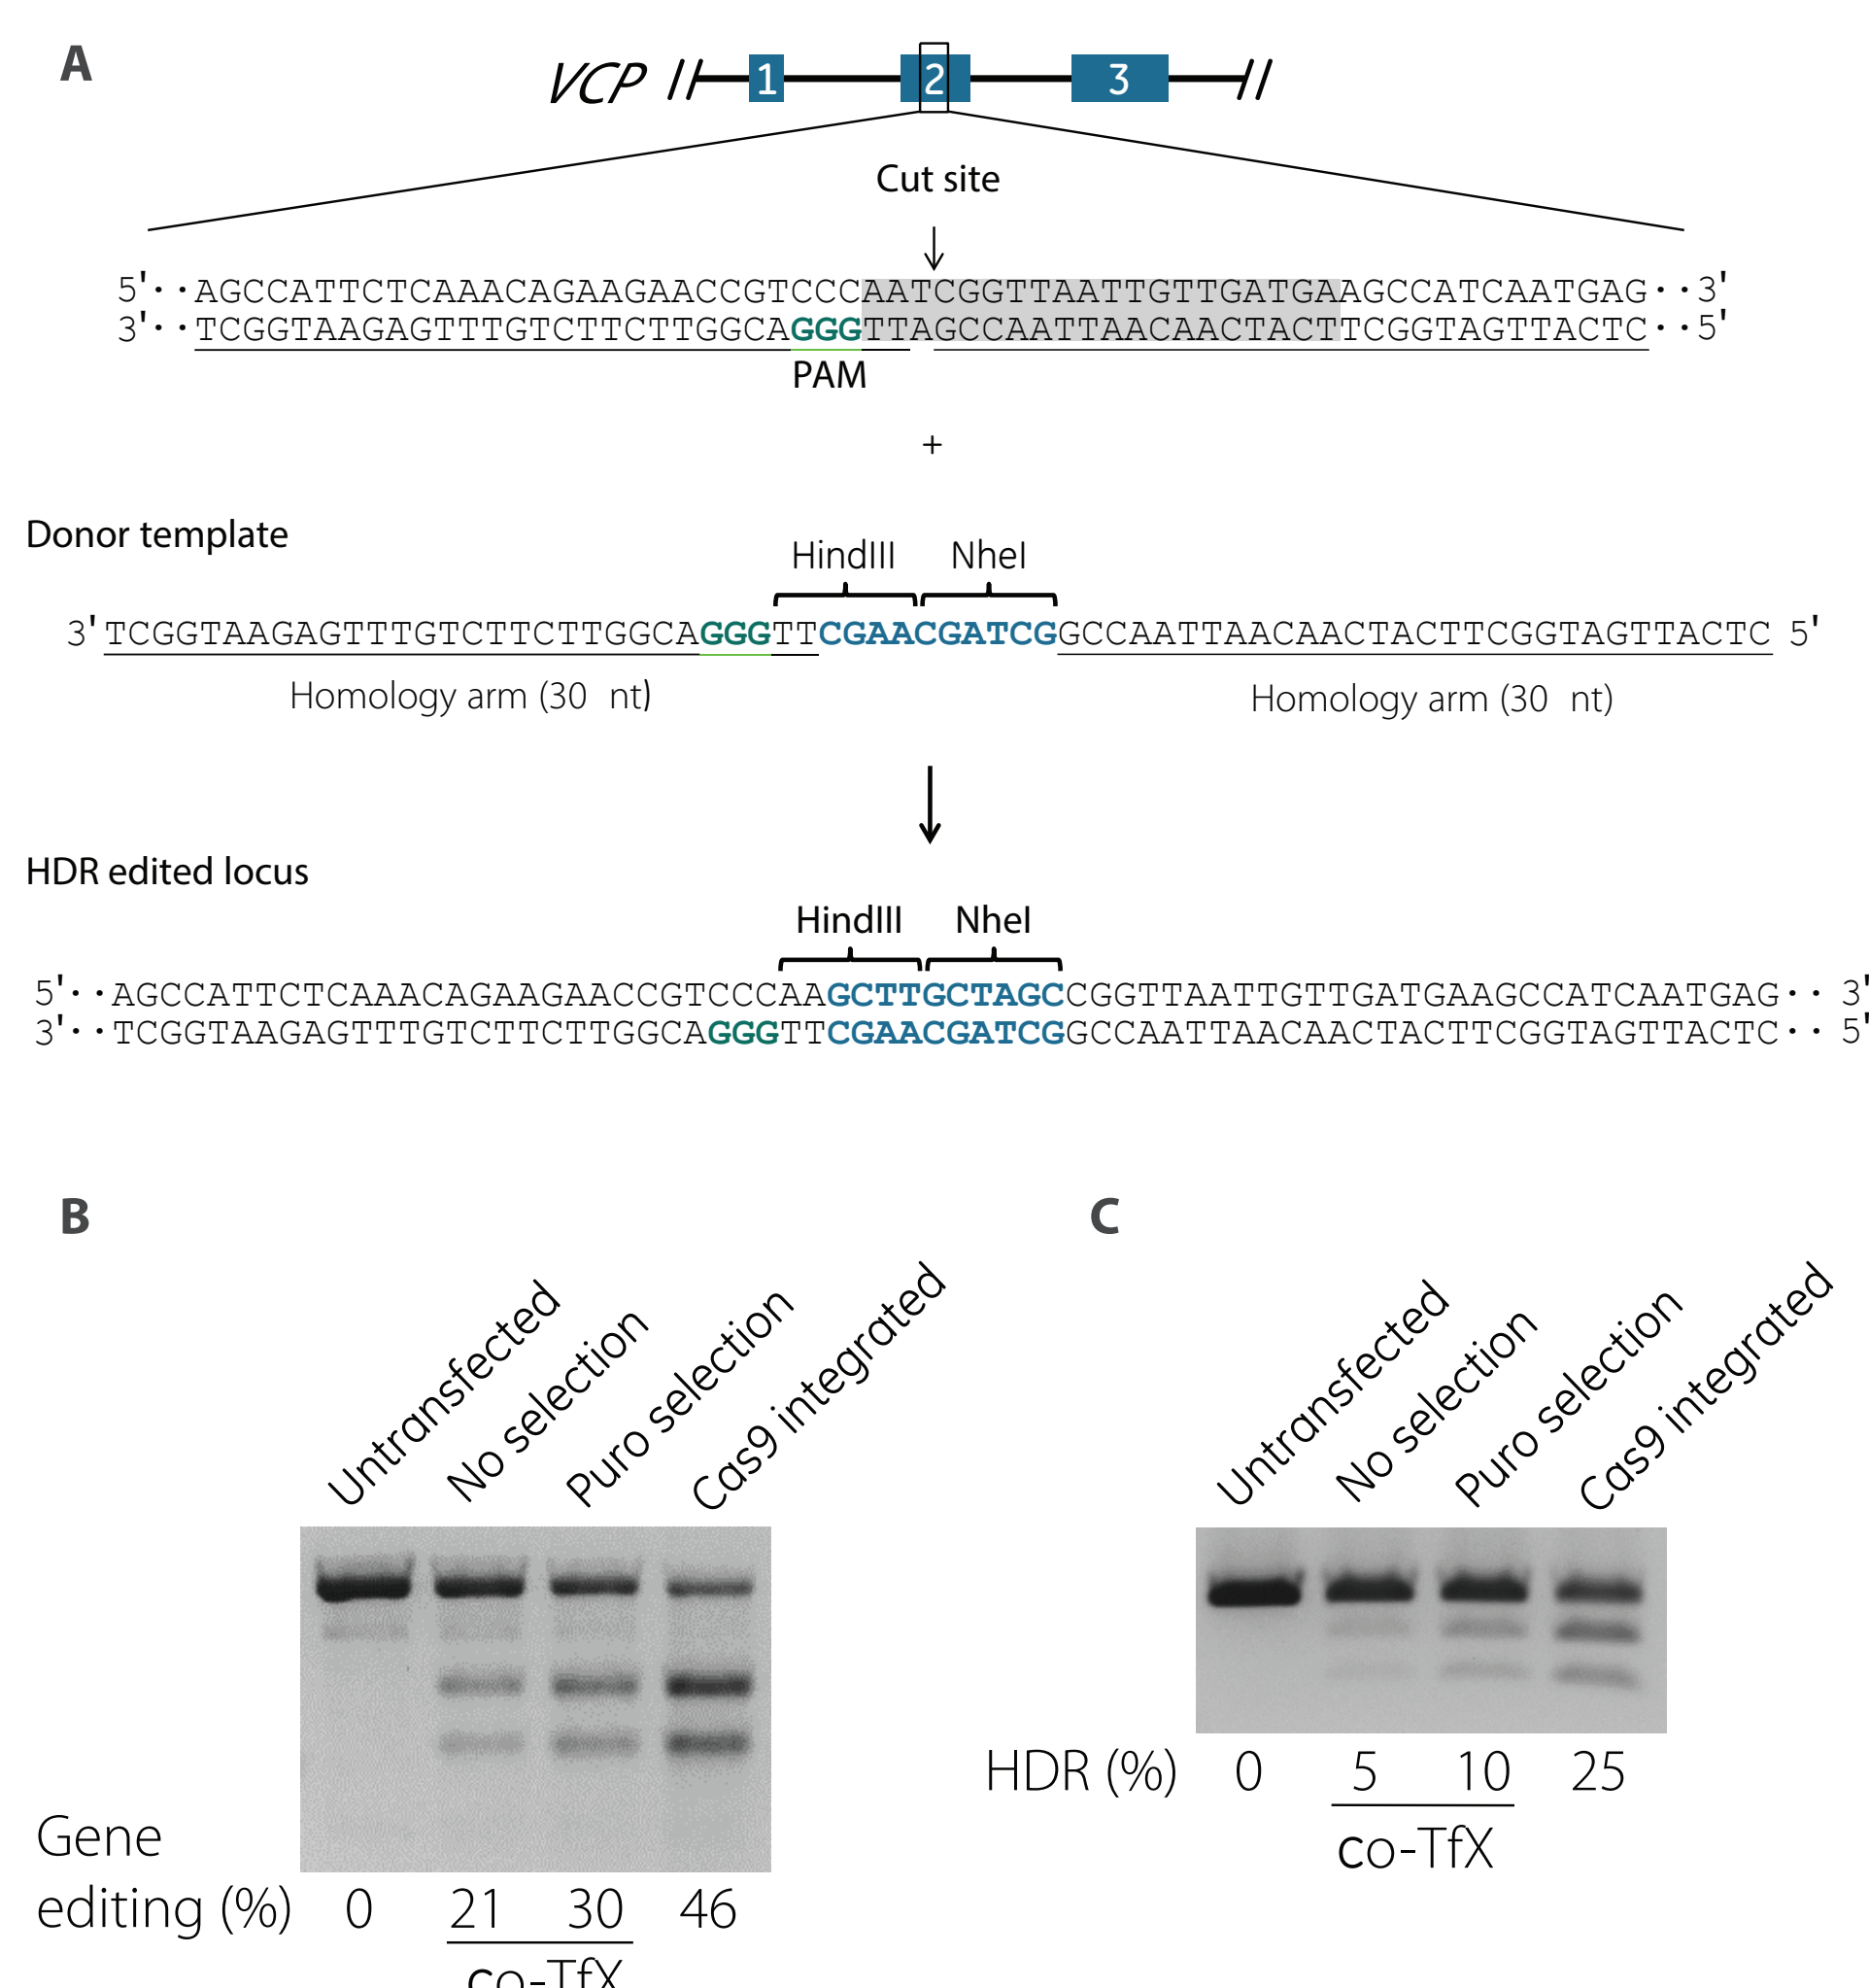 A
VCP // 1 2 3 //
Cut site
5'··AGCCATTCTCAAACAGAAGAACCGTCCCAATCGGTTAATTGTTGATGAAGCCATCAATGAG··3'
3'··TCGGTAAGAGTTTGTCTTCTTGGCAGGGTTAGCCAATTAACAACTACTTCGGTAGTTACTC··5'
PAM
+
Donor template
HindIII NheI
3'TCGGTAAGAGTTTGTCTTCTTGGCAGGGTTCGAACGATCGGCCAATTAACAACTACTTCGGTAGTTACTC 5'
Homology arm (30 nt) Homology arm (30 nt)
HDR edited locus
HindIII NheI
5'··AGCCATTCTCAAACAGAAGAACCGTCCCAAGCTTGCTAGCCGGTTAATTGTTGATGAAGCCATCAATGAG·· 3'
3'··TCGGTAAGAGTTTGTCTTCTTGGCAGGGTTCGAACGATCGGCCAATTAACAACTACTTCGGTAGTTACTC·· 5'
B
Untransfected
No selection
Puro selection
Cas9 integrated
Gene
editing (%) 0 21 30 46
co-TfX
C
Untransfected
No selection
Puro selection
Cas9 integrated
HDR (%) 0 5 10 25
co-TfX